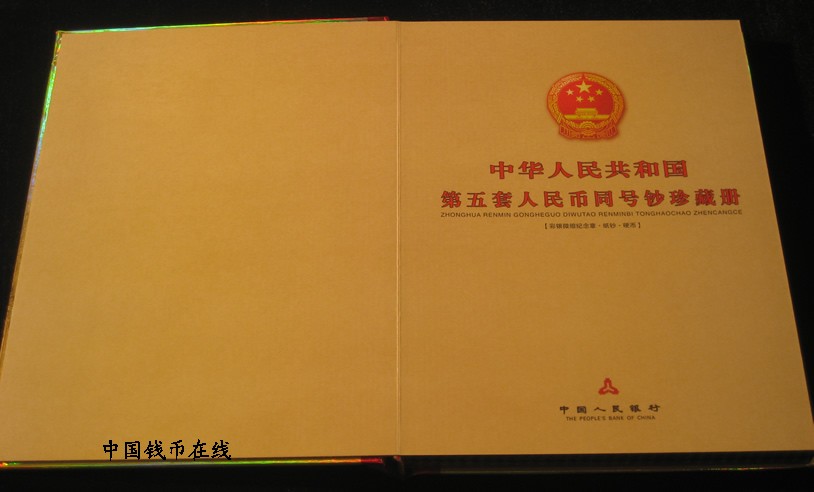 中华人民共和国
第五套人民币同号钞珍藏册
ZHONGHUA RENMIN GONGHEGUO DIWUTAO RENMINBI TONGHAOCHAO ZHENCANGCE
中国人民银行
THE PEOPLE'S BANK OF CHINA
中国钱币在线